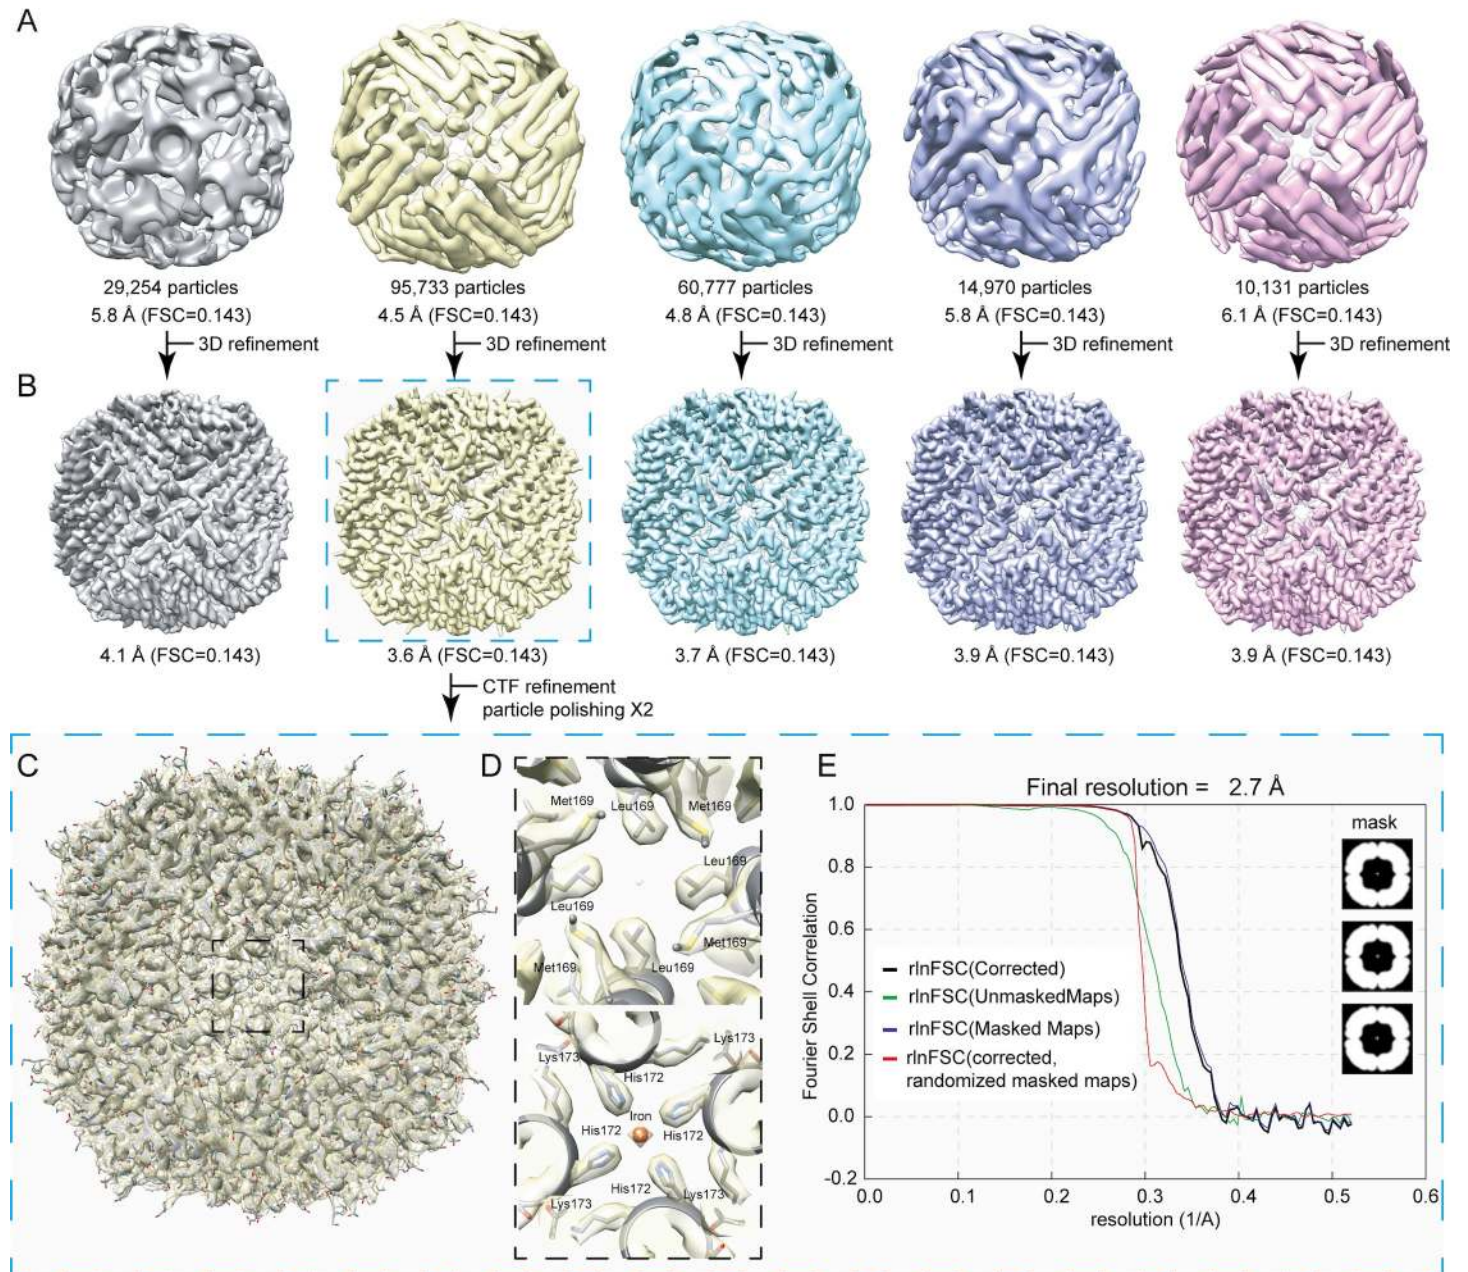 A
29,254 particles
5.8 Å (FSC=0.143)
3D refinement
95,733 particles
4.5 Å (FSC=0.143)
3D refinement
60,777 particles
4.8 Å (FSC=0.143)
3D refinement
14,970 particles
5.8 Å (FSC=0.143)
3D refinement
10,131 particles
6.1 Å (FSC=0.143)
3D refinement
B
4.1 Å (FSC=0.143)
3.6 Å (FSC=0.143)
3.7 Å (FSC=0.143)
3.9 Å (FSC=0.143)
3.9 Å (FSC=0.143)
CTF refinement
particle polishing X2
C
D
Met169
Leu169
Met169
Leu169
Leu169
Met169
Met169
Leu169
Lys173
Lys173
His172
Iron
His172
His172
His172
Lys173
Lys173
E
Final resolution = 2.7 Å
mask
Fourier Shell Correlation
1.0
0.8
0.6
0.4
0.2
0.0
-0.2
rlnFSC(Corrected)
rlnFSC(UnmaskedMaps)
rlnFSC(Masked Maps)
rlnFSC(corrected,
randomized masked maps)
0.0
0.1
0.2
0.3
0.4
0.5
0.6
resolution (1/A)